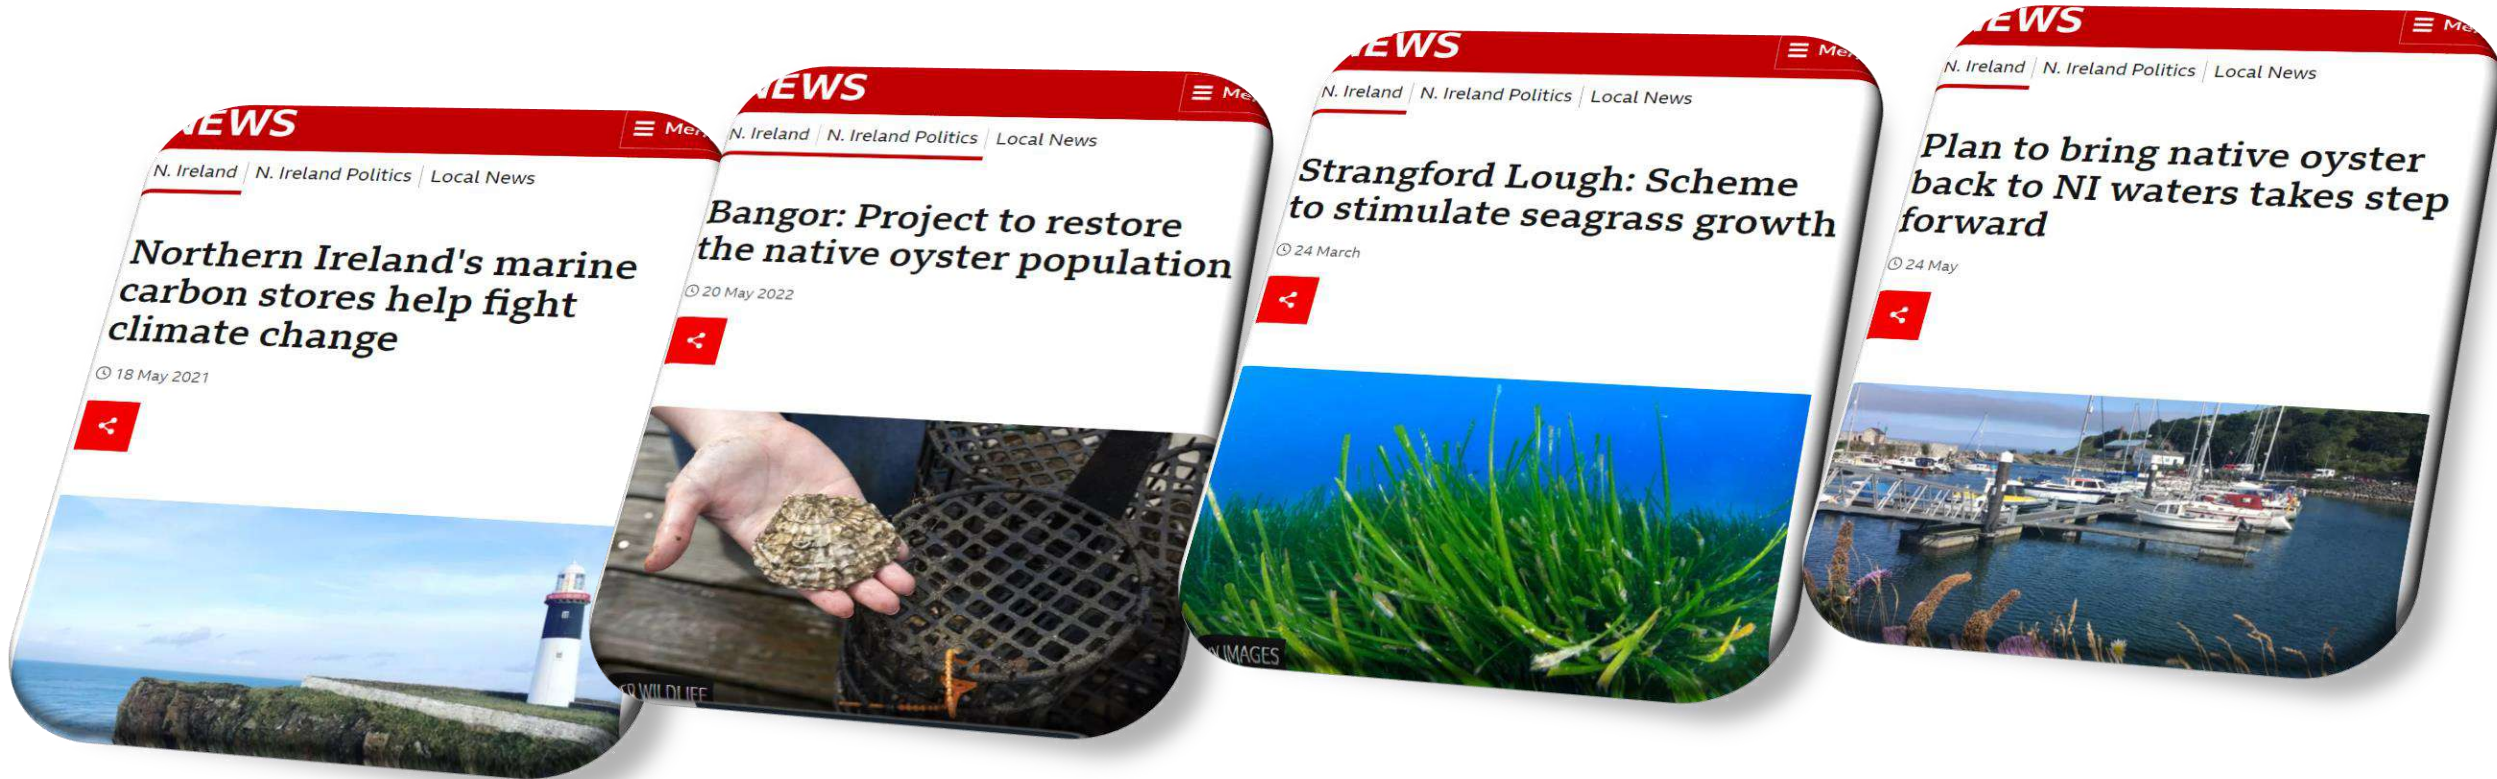 NEWS
Menu
N. Ireland
N. Ireland Politics
Local News
Northern Ireland's marine
carbon stores help fight
climate change
18 May 2021
NEWS
Menu
N. Ireland
N. Ireland Politics
Local News
Bangor: Project to restore
the native oyster population
20 May 2022
WILDLIFE
NEWS
Menu
N. Ireland
N. Ireland Politics
Local News
Strangford Lough: Scheme
to stimulate seagrass growth
24 March
IMAGES
NEWS
Menu
N. Ireland
N. Ireland Politics
Local News
Plan to bring native oyster
back to NI waters takes step
forward
24 May